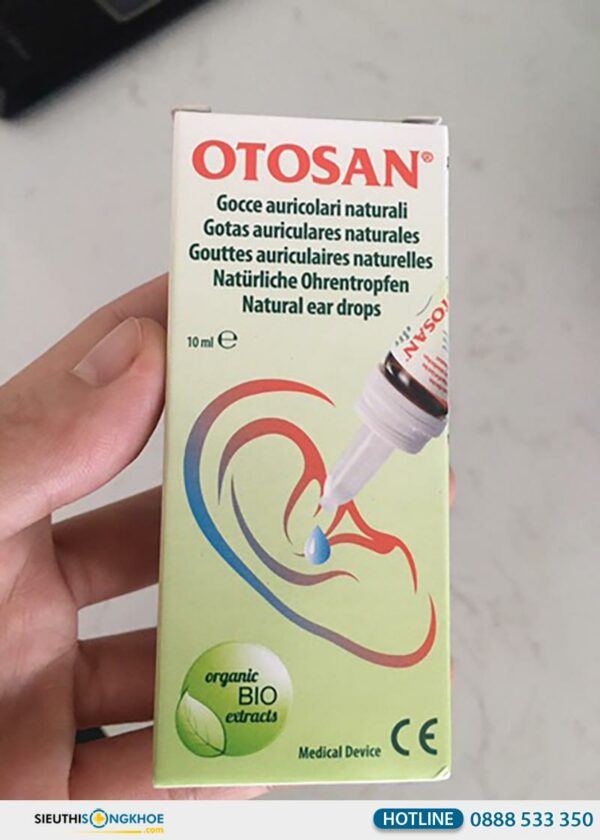 OTOSAN®
Gocce auricolari naturali
Gotas auriculares naturales
Gouttes auriculaires naturelles
Natürliche Ohrentropfen
Natural ear drops
10 ml ℮
OTOSAN
organic
BIO
extracts
Medical Device CE
SIEUTHISONGKHOE
.com
HOTLINE 0888 533 350